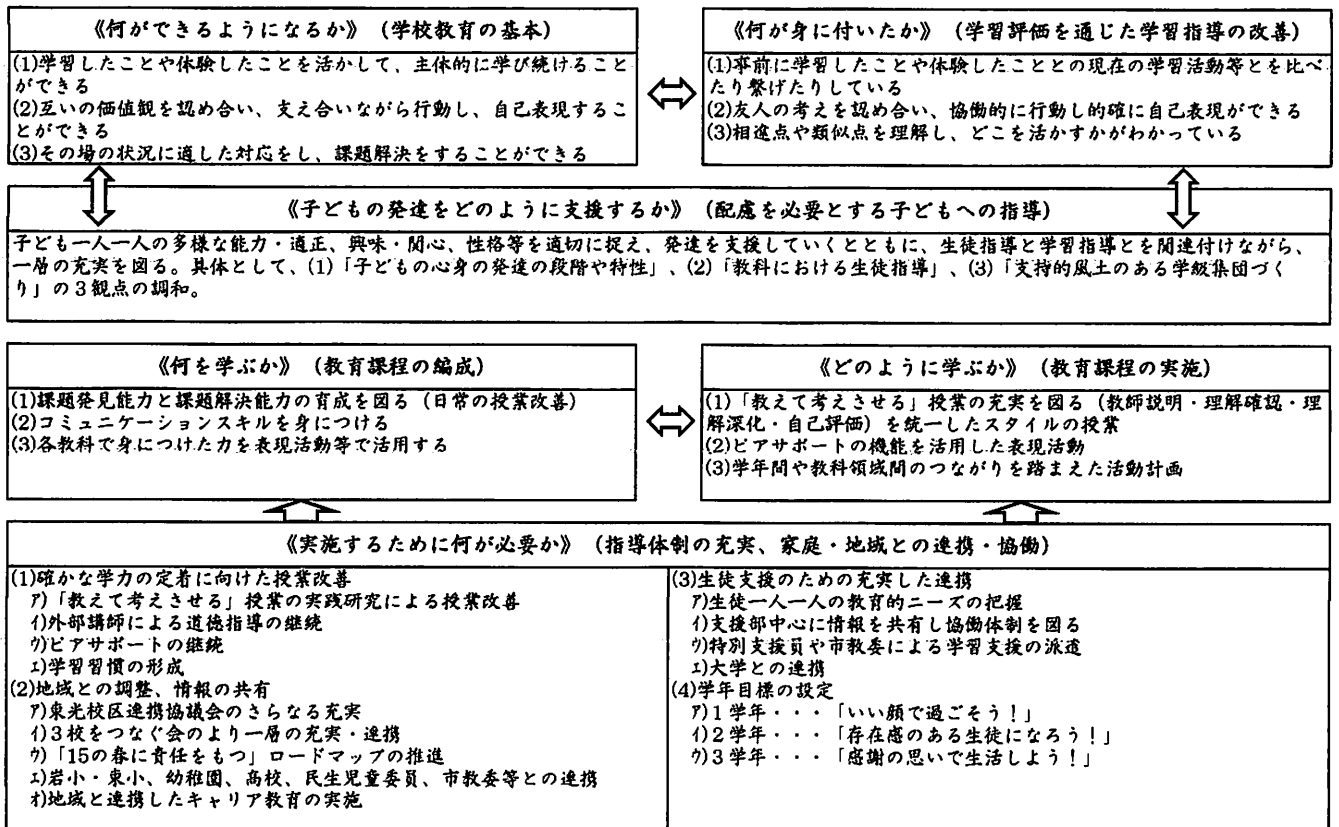 《何ができるようになるか》（学校教育の基本）
(1)学習したことや体験したことを活かして、主体的に学び続けること
ができる
(2)互いの価値観を認め合い、支え合いながら行動し、自己表現するこ
とができる
(3)その場の状況に適した対応をし、課題解決をすることができる
《何が身に付いたか》（学習評価を通じた学習指導の改善）
(1)事前に学習したことや体験したこととの現在の学習活動等とを比べ
たり繋げたりしている
(2)友人の考えを認め合い、協働的に行動し的確に自己表現ができる
(3)相違点や類似点を理解し、どこを活かすかがわかっている
《子どもの発達をどのように支援するか》（配慮を必要とする子どもへの指導）
子ども一人一人の多様な能力・適正、興味・関心、性格等を適切に捉え、発達を支援していくとともに、生徒指導と学習指導とを関連付けながら、
一層の充実を図る。具体として、(1)「子どもの心身の発達の段階や特性」、(2)「教科における生徒指導」、(3)「支持的風土のある学級集団づく
り」の３観点の調和。
《何を学ぶか》（教育課程の編成）
(1)課題発見能力と課題解決能力の育成を図る（日常の授業改善）
(2)コミュニケーションスキルを身につける
(3)各教科で身につけた力を表現活動等で活用する
《どのように学ぶか》（教育課程の実施）
(1)「教えて考えさせる」授業の充実を図る（教師説明・理解確認・理
解深化・自己評価）を統一したスタイルの授業
(2)ピアサポートの機能を活用した表現活動
(3)学年間や教科領域間のつながりを踏まえた活動計画
《実施するために何が必要か》（指導体制の充実、家庭・地域との連携・協働）
(1)確かな学力の定着に向けた授業改善
ｱ)「教えて考えさせる」授業の実践研究による授業改善
ｲ)外部講師による道徳指導の継続
ｳ)ピアサポートの継続
ｴ)学習習慣の形成
(2)地域との調整、情報の共有
ｱ)東光校区連携協議会のさらなる充実
ｲ)３校をつなぐ会のより一層の充実・連携
ｳ)「15の春に責任をもつ」ロードマップの推進
ｴ)岩小・東小、幼稚園、高校、民生児童委員、市教委等との連携
ｵ)地域と連携したキャリア教育の実施
(3)生徒支援のための充実した連携
ｱ)生徒一人一人の教育的ニーズの把握
ｲ)支援部中心に情報を共有し協働体制を図る
ｳ)特別支援員や市教委による学習支援の派遣
ｴ)大学との連携
(4)学年目標の設定
ｱ)１学年・・・「いい顔で過ごそう！」
ｲ)２学年・・・「存在感のある生徒になろう！」
ｳ)３学年・・・「感謝の思いで生活しよう！」